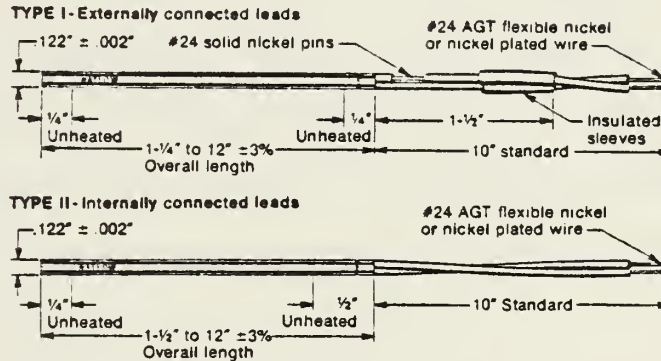 TYPE I - Externally connected leads
#24 AGT flexible nickel
or nickel plated wire
#24 solid nickel pins
.122" ± .002"
Insulated
sleeves
¼"
Unheated
¼"
1-½"
1-¼" to 12" ±3%
Overall length
10" standard
TYPE II - Internally connected leads
#24 AGT flexible nickel
or nickel plated wire
.122" ± .002"
¼"
Unheated
½"
Unheated
10" Standard
1-½" to 12" ±3%
Overall length